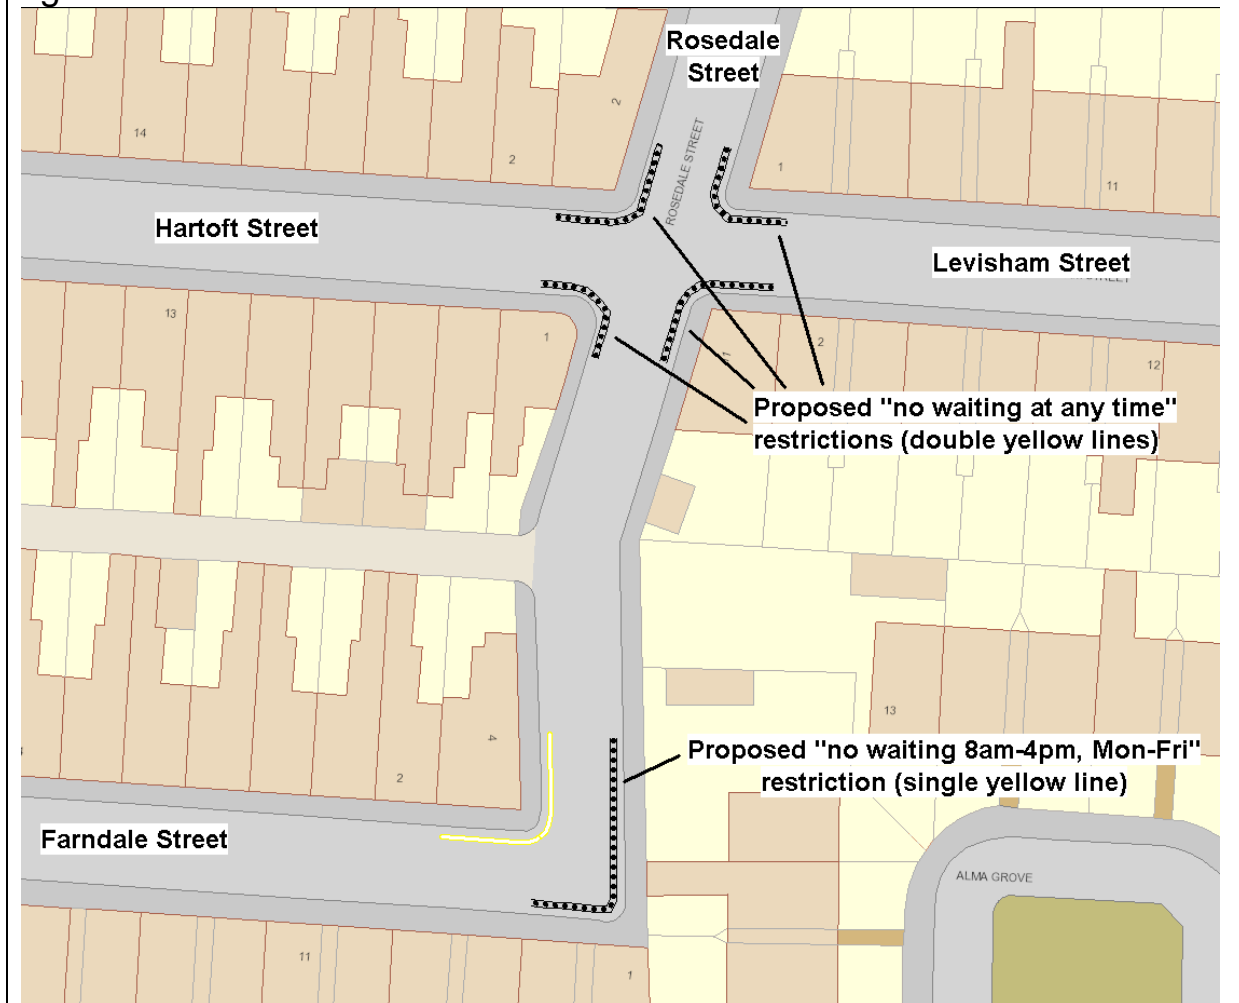 Rosedale
Street
2
14
2
1
11
ROSEDALE STREET
Hartoft Street
Levisham Street
13
1
2
12
Proposed "no waiting at any time"
restrictions (double yellow lines)
13
4
2
Proposed "no waiting 8am-4pm, Mon-Fri"
restriction (single yellow line)
Farndale Street
ALMA GROVE
11
1